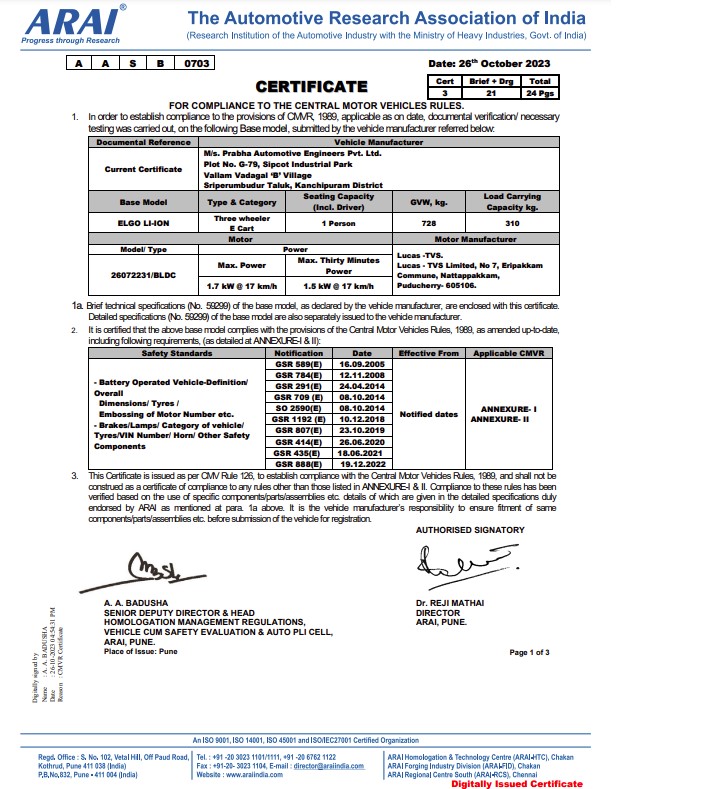 ARAI®
Progress through Research
The Automotive Research Association of India
(Research Institution of the Automotive Industry with the Ministry of Heavy Industries, Govt. of India)
A A S B 0703
Date: 26th October 2023
Cert Brief + Drg Total
3 21 24 Pgs
CERTIFICATE
FOR COMPLIANCE TO THE CENTRAL MOTOR VEHICLES RULES.
1. In order to establish compliance to the provisions of CMVR, 1989, applicable as on date, documental verification/ necessary
testing was carried out, on the following Base model, submitted by the vehicle manufacturer referred below:
Documental Reference Vehicle Manufacturer
Current Certificate
M/s. Prabha Automotive Engineers Pvt. Ltd.
Plot No. G-79, Sipcot Industrial Park
Vallam Vadagal ‘B’ Village
Sriperumbudur Taluk, Kanchipuram District
Base Model Type & Category Seating Capacity (Incl. Driver) GVW, kg. Load Carrying Capacity kg.
ELGO LI-ION Three wheeler E Cart 1 Person 728 310
Motor Motor Manufacturer
Model/ Type Power
Max. Power Max. Thirty Minutes Power
26072231/BLDC
1.7 kW @ 17 km/h 1.5 kW @ 17 km/h
Lucas -TVS.
Lucas - TVS Limited, No 7, Eripakkam
Commune, Nattappakkam,
Puducherry- 605106.
1a. Brief technical specifications (No. 59299) of the base model, as declared by the vehicle manufacturer, are enclosed with this certificate.
Detailed specifications (No. 59299) of the base model are also separately issued to the vehicle manufacturer.
2. It is certified that the above base model complies with the provisions of the Central Motor Vehicles Rules, 1989, as amended up-to-date,
including following requirements, (as detailed at ANNEXURE-I & II):
Safety Standards Notification Date Effective From Applicable CMVR
- Battery Operated Vehicle-Definition/
Overall
Dimensions/ Tyres /
Embossing of Motor Number etc.
- Brakes/Lamps/ Category of vehicle/
Tyres/VIN Number/ Horn/ Other Safety
Components
GSR 589(E) 16.09.2005
GSR 784(E) 12.11.2008
GSR 291(E) 24.04.2014
GSR 709 (E) 08.10.2014
SO 2590(E) 08.10.2014
GSR 1192 (E) 10.12.2018
GSR 807(E) 23.10.2019
GSR 414(E) 26.06.2020
GSR 435(E) 18.06.2021
GSR 888(E) 19.12.2022
Notified dates
ANNEXURE- I
ANNEXURE- II
3. This Certificate is issued as per CMV Rule 126, to establish compliance with the Central Motor Vehicles Rules, 1989, and shall not be
construed as a certificate of compliance to any rules other than those listed in ANNEXURE-I & II. Compliance to these rules has been
verified based on the use of specific components/parts/assemblies etc. details of which are given in the detailed specifications duly
endorsed by ARAI as mentioned at para. 1a above. It is the vehicle manufacturer’s responsibility to ensure fitment of same
components/parts/assemblies etc. before submission of the vehicle for registration.
AUTHORISED SIGNATORY
A. A. BADUSHA
SENIOR DEPUTY DIRECTOR & HEAD
HOMOLOGATION MANAGEMENT REGULATIONS,
VEHICLE CUM SAFETY EVALUATION & AUTO PLI CELL,
ARAI, PUNE.
Place of Issue: Pune
Dr. REJI MATHAI
DIRECTOR
ARAI, PUNE.
Page 1 of 3
Digitally signed by
Name : A. A. BADUSHA
Date : 26-10-2023 04:54:31 PM
Reason : CMVR Certificate
An ISO 9001, ISO 14001, ISO 45001 and ISO/IEC27001 Certified Organization
Regd. Office : S. No. 102, Vetal Hill, Off Paud Road,
Kothrud, Pune 411 038 (India)
P,B,No,832, Pune • 411 004 (India)
Tel. : +91 -20 3023 1101/1111, +91 -20 6762 1122
Fax : +91-20- 3023 1104, E-mail : director@araiindia.com
Website : www.araiindia.com
ARAI Homologation & Technology Centre (ARAI-HTC), Chakan
ARAI Forging Industry Division (ARAI-FID), Chakan
ARAI Regional Centre South (ARAI-RCS), Chennai
Digitally Issued Certificate